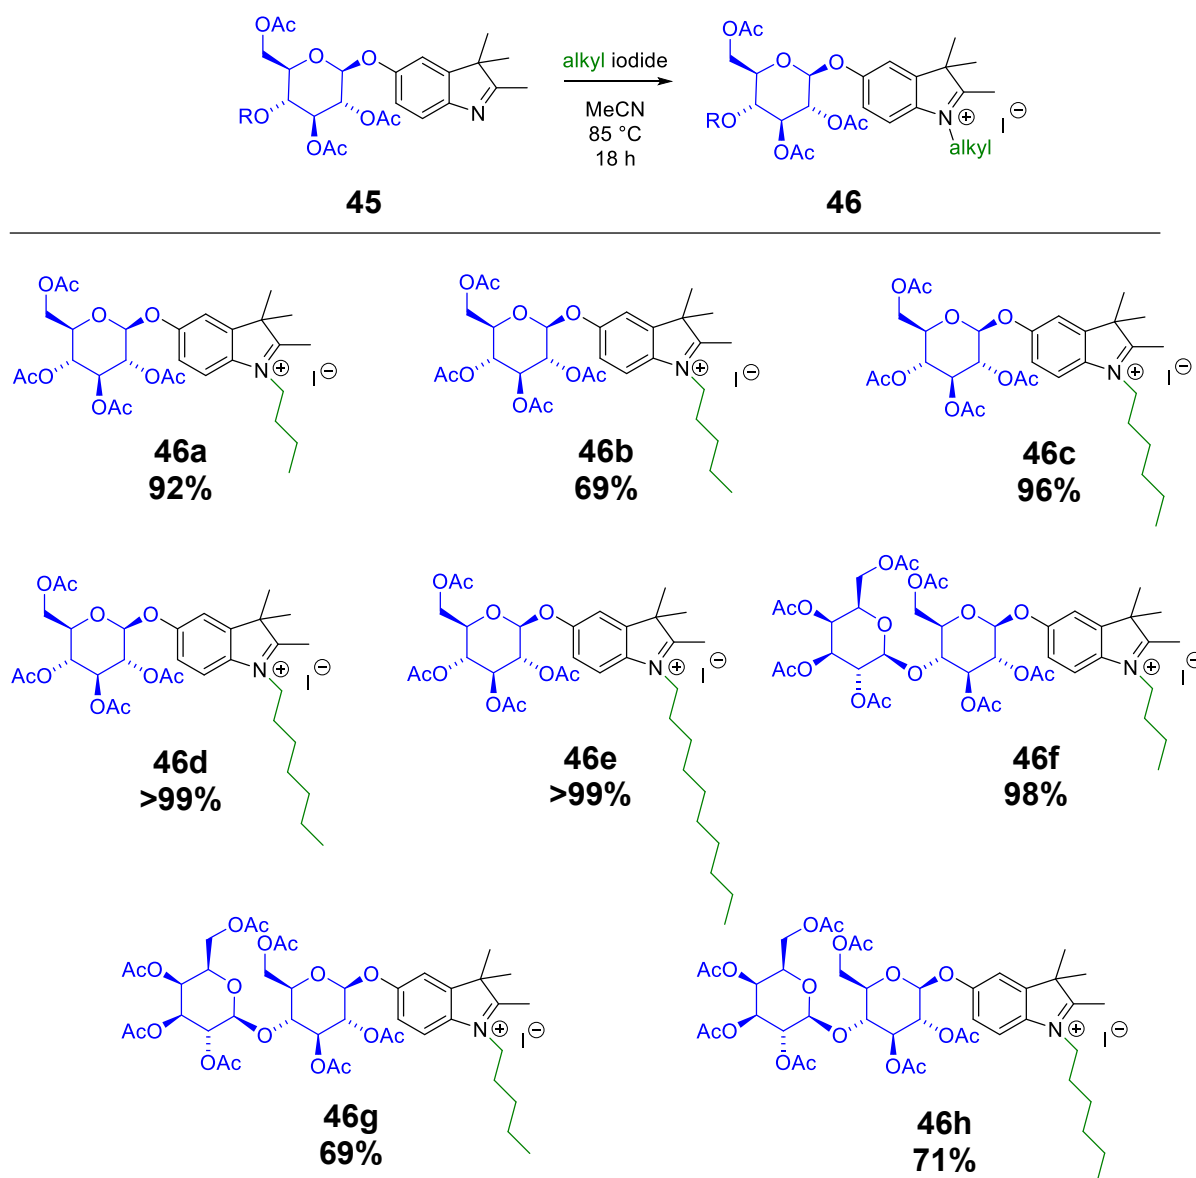 OAc
O
O
N
RO
OAc
OAc
45
alkyl iodide
MeCN
85 °C
18 h
OAc
O
O
N
⊕
I ⊖
RO
OAc
OAc
alkyl
46
OAc
O
O
AcO
OAc
OAc
N
⊕
I ⊖
46a
92%
OAc
O
O
AcO
OAc
OAc
N
⊕
I ⊖
46b
69%
OAc
O
O
AcO
OAc
OAc
N
⊕
I ⊖
46c
96%
OAc
O
O
AcO
OAc
OAc
N
⊕
I ⊖
46d
>99%
OAc
O
O
AcO
OAc
OAc
N
⊕
I ⊖
46e
>99%
OAc
OAc
AcO
O
O
O
AcO
O
OAc
OAc
OAc
N
⊕
I ⊖
46f
98%
OAc
OAc
AcO
O
O
O
AcO
O
OAc
OAc
OAc
N
⊕
I ⊖
46g
69%
OAc
OAc
AcO
O
O
O
AcO
O
OAc
OAc
OAc
N
⊕
I ⊖
46h
71%